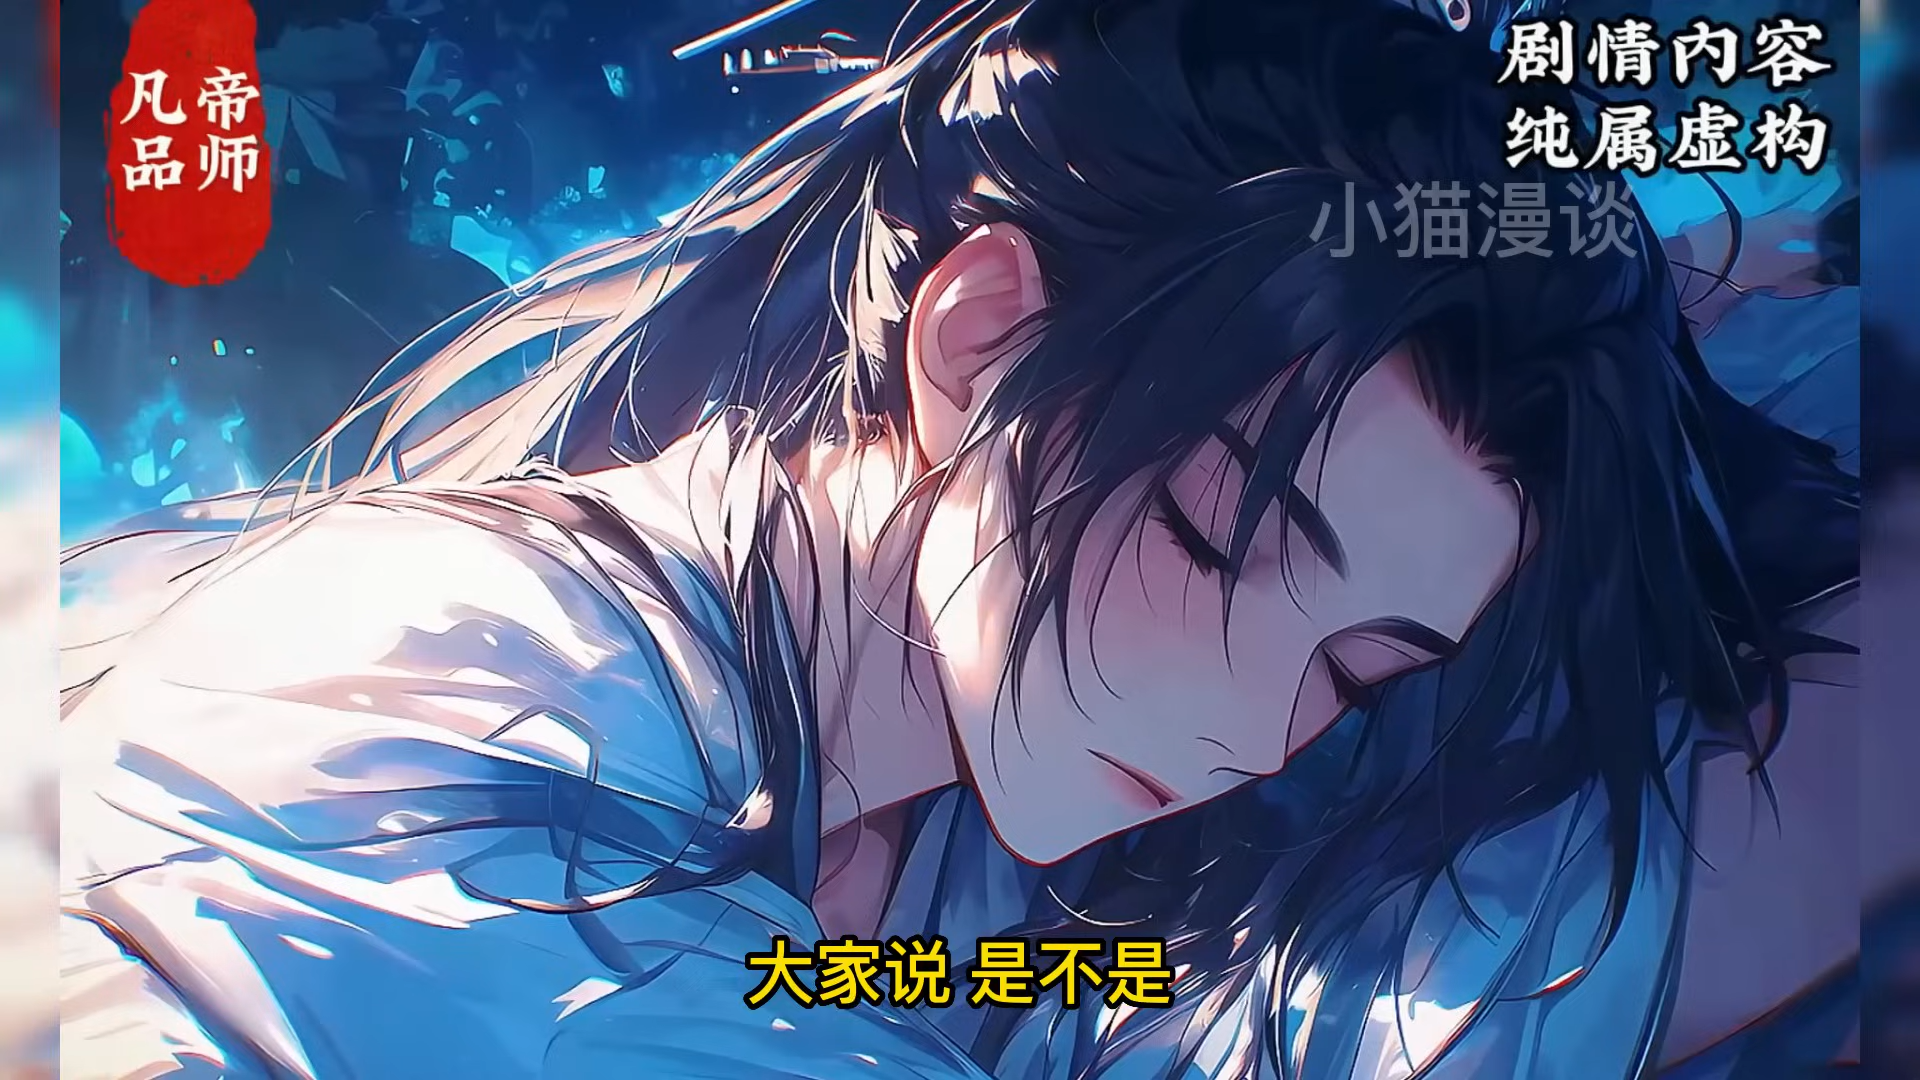 帝师
凡品
剧情内容
纯属虚构
小猫漫谈
大家说 是不是